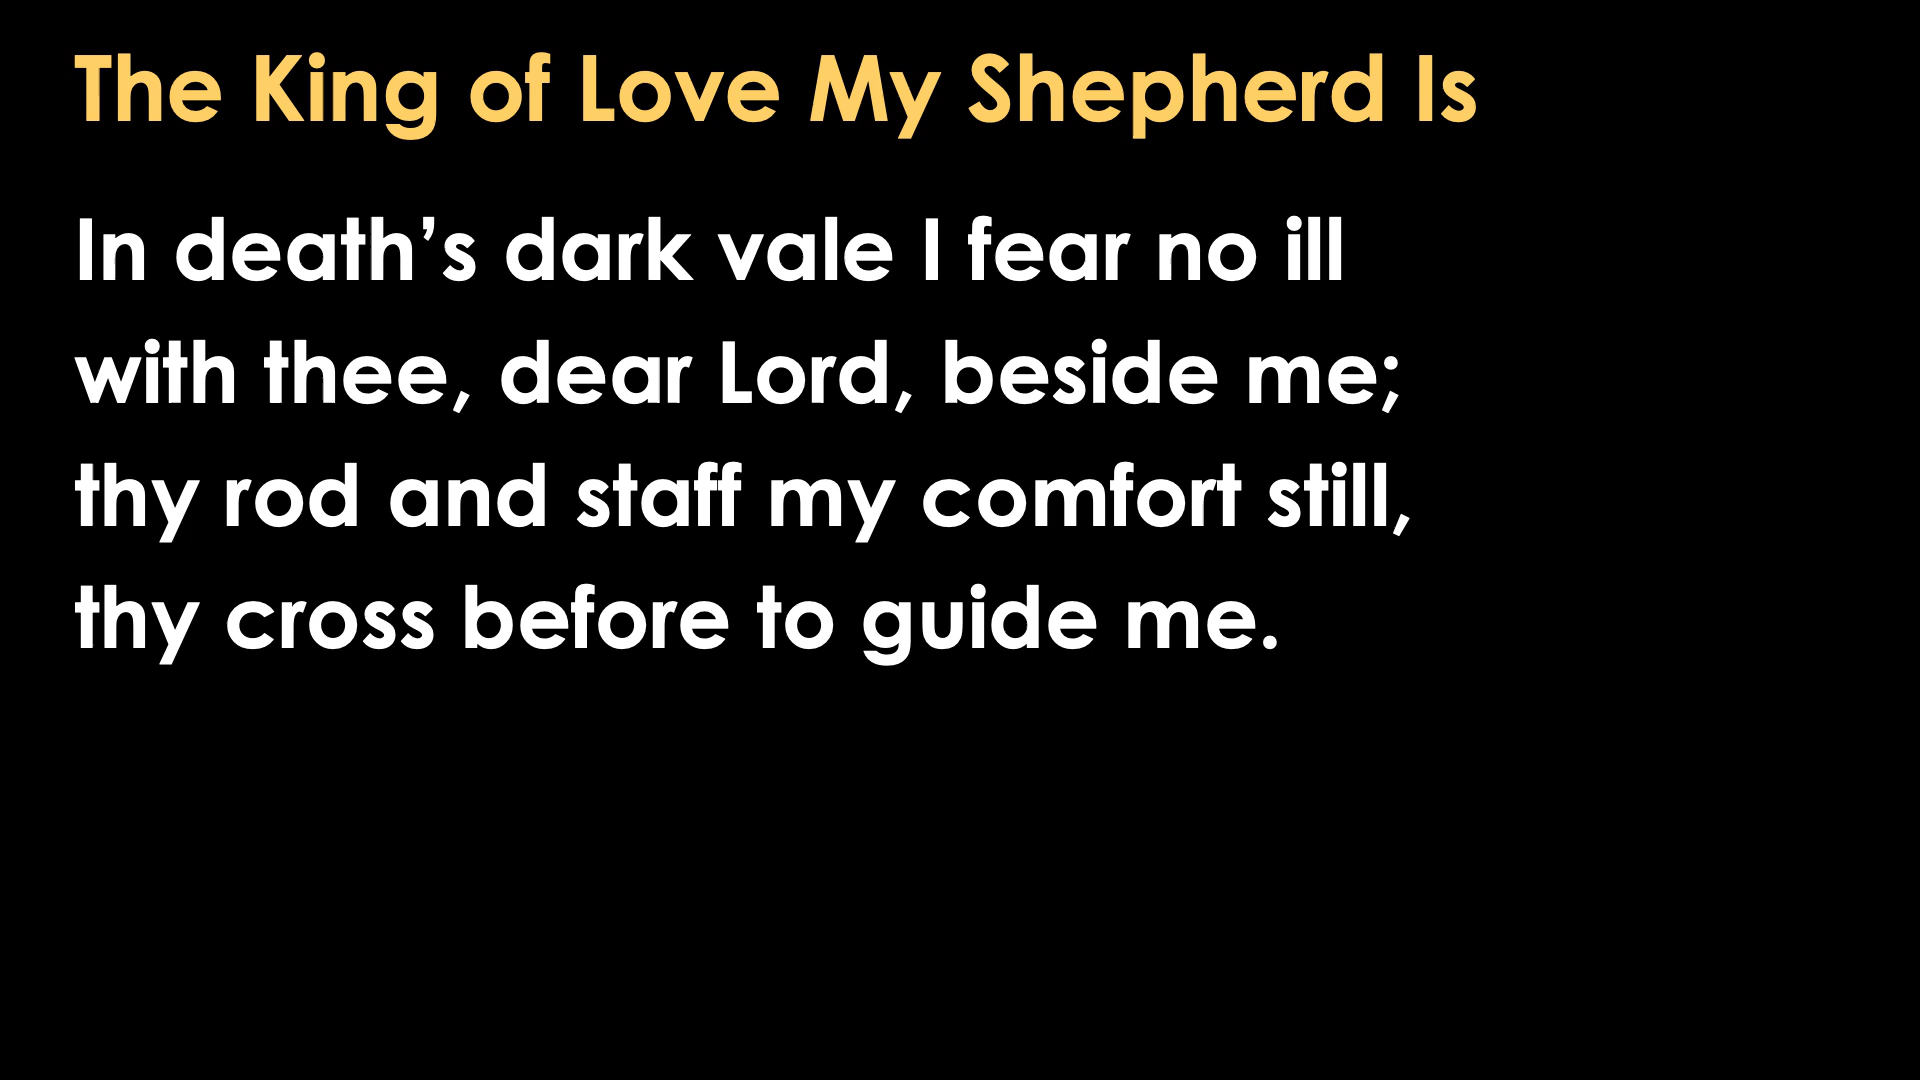 The King of Love My Shepherd Is
In death’s dark vale I fear no ill
with thee, dear Lord, beside me;
thy rod and staff my comfort still,
thy cross before to guide me.